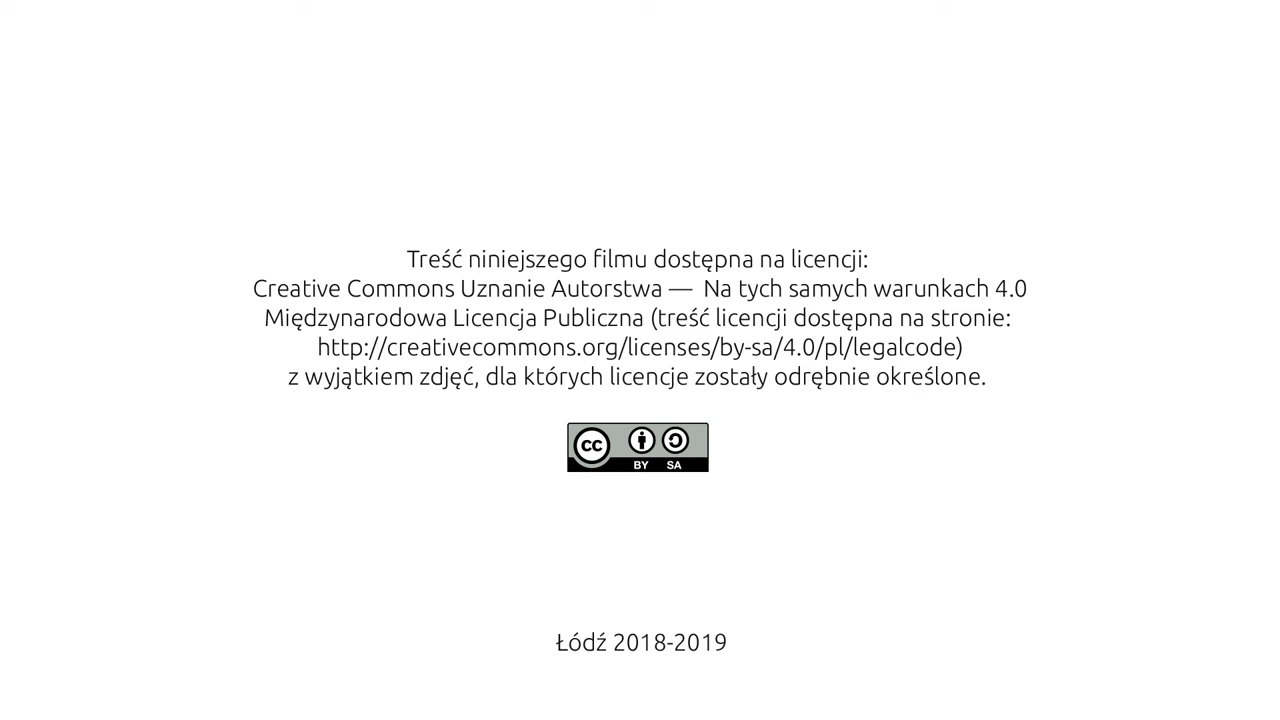 Treść niniejszego filmu dostępna na licencji:
Creative Commons Uznanie Autorstwa — Na tych samych warunkach 4.0
Międzynarodowa Licencja Publiczna (treść licencji dostępna na stronie:
http://creativecommons.org/licenses/by-sa/4.0/pl/legalcode)
z wyjątkiem zdjęć, dla których licencje zostały odrębnie określone.
cc
BY SA
Łódź 2018-2019